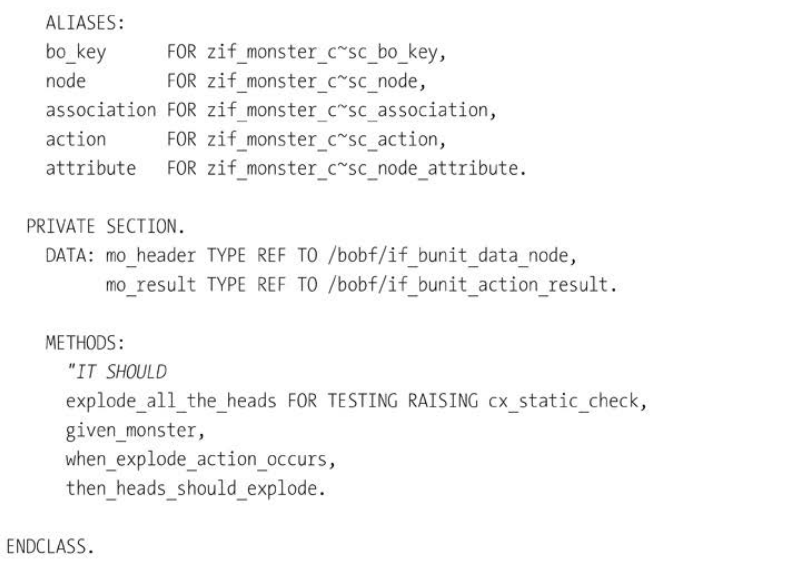 ALIASES:
bo_key FOR zif_monster_c~sc_bo_key,
node FOR zif_monster_c~sc_node,
association FOR zif_monster_c~sc_association,
action FOR zif_monster_c~sc_action,
attribute FOR zif_monster_c~sc_node_attribute.
PRIVATE SECTION.
DATA: mo_header TYPE REF TO /bobf/if_bunit_data_node,
mo_result TYPE REF TO /bobf/if_bunit_action_result.
METHODS:
"IT SHOULD
explode_all_the_heads FOR TESTING RAISING cx_static_check,
given_monster,
when_explode_action_occurs,
then_heads_should_explode.
ENDCLASS.